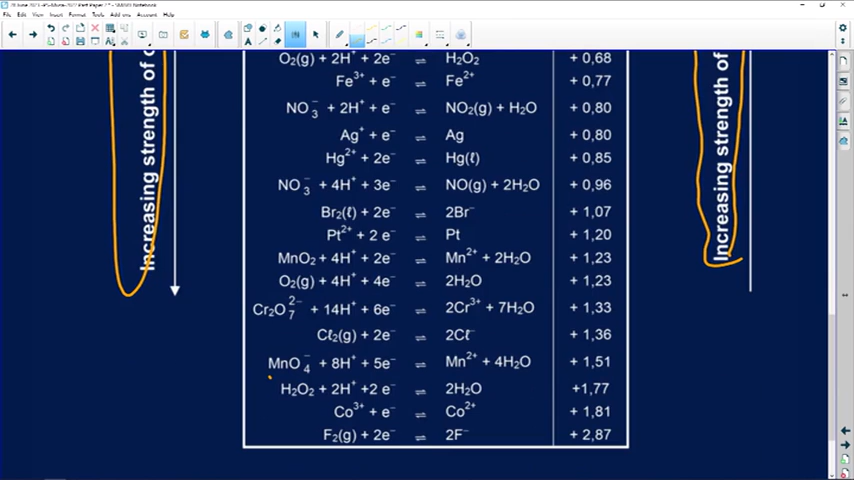 File Edit View Insert Format Tools Add-ons Account Help
O₂(g) + 2H⁺ + 2e⁻ ⇌ H₂O₂ + 0,68
Fe³⁺ + e⁻ ⇌ Fe²⁺ + 0,77
NO₃⁻ + 2H⁺ + e⁻ ⇌ NO₂(g) + H₂O + 0,80
Ag⁺ + e⁻ ⇌ Ag + 0,80
Hg²⁺ + 2e⁻ ⇌ Hg(ℓ) + 0,85
NO₃⁻ + 4H⁺ + 3e⁻ ⇌ NO(g) + 2H₂O + 0,96
Br₂(ℓ) + 2e⁻ ⇌ 2Br⁻ + 1,07
Pt²⁺ + 2 e⁻ ⇌ Pt + 1,20
MnO₂ + 4H⁺ + 2e⁻ ⇌ Mn²⁺ + 2H₂O + 1,23
O₂(g) + 4H⁺ + 4e⁻ ⇌ 2H₂O + 1,23
Cr₂O₇²⁻ + 14H⁺ + 6e⁻ ⇌ 2Cr³⁺ + 7H₂O + 1,33
Cℓ₂(g) + 2e⁻ ⇌ 2Cℓ⁻ + 1,36
MnO₄⁻ + 8H⁺ + 5e⁻ ⇌ Mn²⁺ + 4H₂O + 1,51
H₂O₂ + 2H⁺ +2 e⁻ ⇌ 2H₂O +1,77
Co³⁺ + e⁻ ⇌ Co²⁺ + 1,81
F₂(g) + 2e⁻ ⇌ 2F⁻ + 2,87
Increasing strength of
Increasing strength of